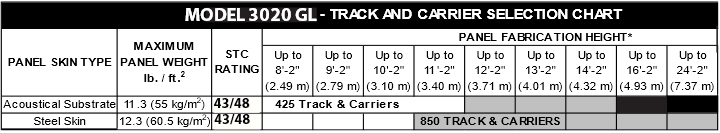 MODEL 3020 GL - TRACK AND CARRIER SELECTION CHART
PANEL SKIN TYPE
MAXIMUM
PANEL WEIGHT
lb. / ft.²
STC
RATING
PANEL FABRICATION HEIGHT*
Up to
8'-2"
(2.49 m)
Up to
9'-2"
(2.79 m)
Up to
10'-2"
(3.10 m)
Up to
11'-2"
(3.40 m)
Up to
12'-2"
(3.71 m)
Up to
13'-2"
(4.01 m)
Up to
14'-2"
(4.32 m)
Up to
16'-2"
(4.93 m)
Up to
24'-2"
(7.37 m)
Acoustical Substrate 11.3 (55 kg/m²) 43/48 425 Track & Carriers
Steel Skin 12.3 (60.5 kg/m²) 43/48 850 TRACK & CARRIERS